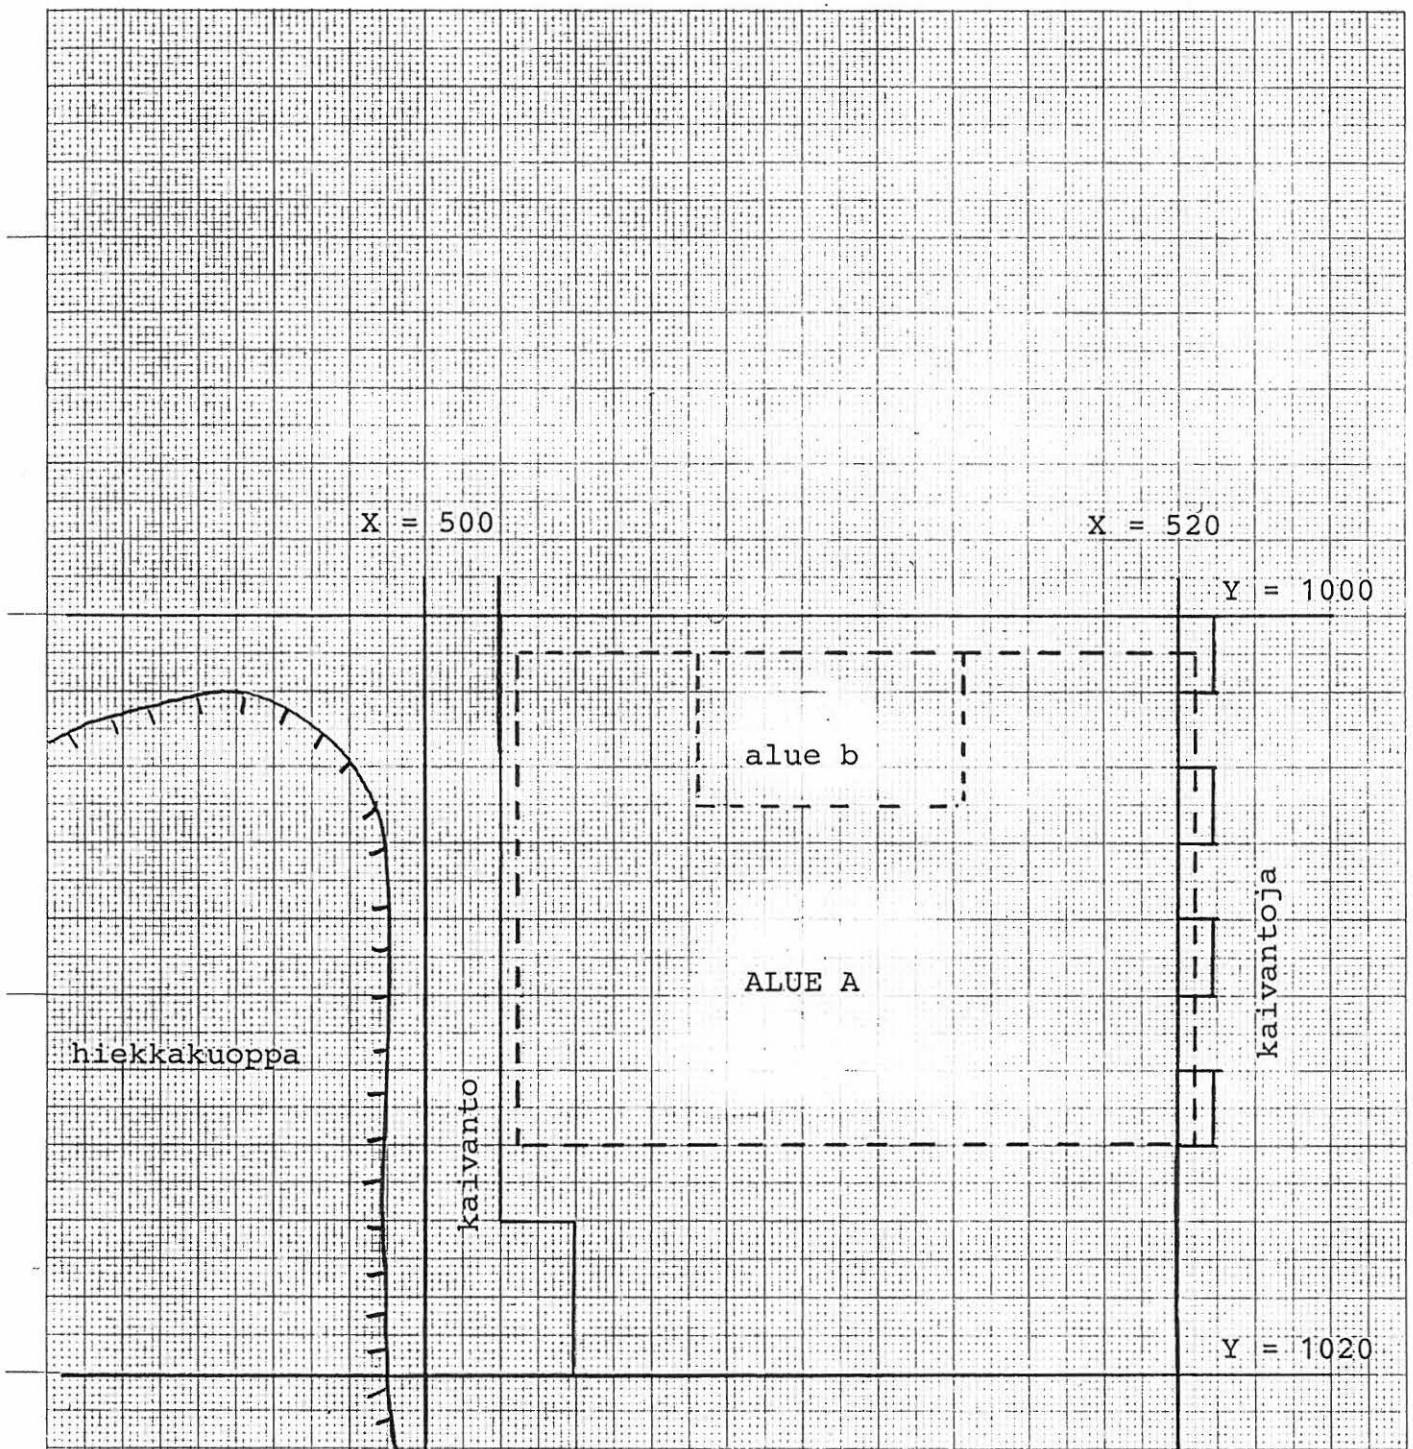 X = 500
X = 520
Y = 1000
alue b
ALUE A
kaivantoja
hiekkakuoppa
kaivanto
Y = 1020